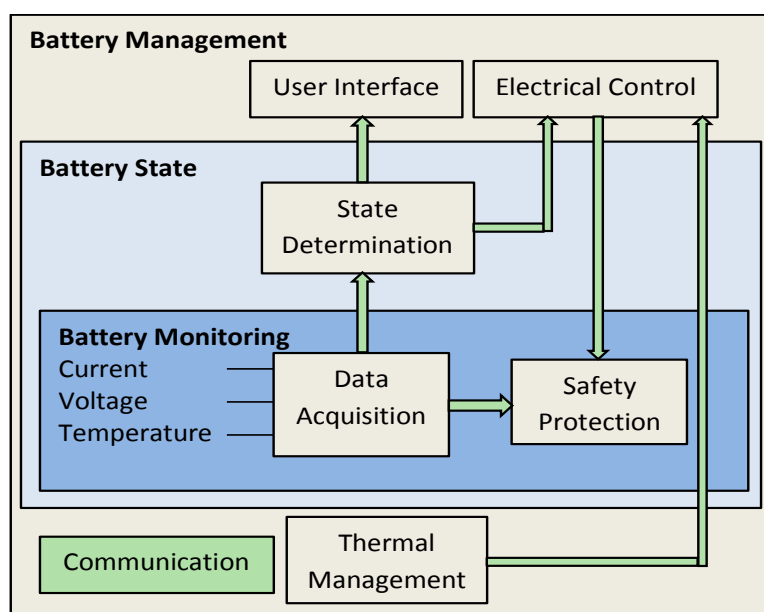 Battery Management
User Interface
Electrical Control
Battery State
State
Determination
Battery Monitoring
Current
Voltage
Temperature
Data
Acquisition
Safety
Protection
Communication
Thermal
Management